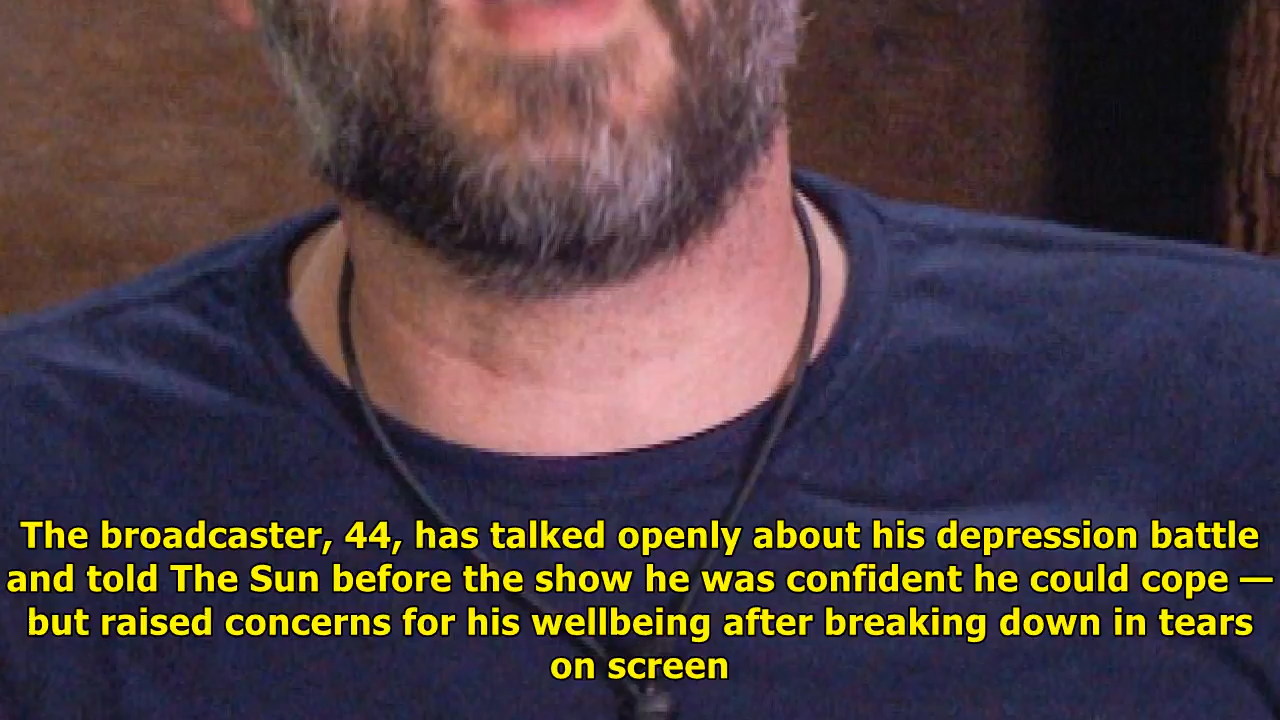 The broadcaster, 44, has talked openly about his depression battle
and told The Sun before the show he was confident he could cope —
but raised concerns for his wellbeing after breaking down in tears
on screen